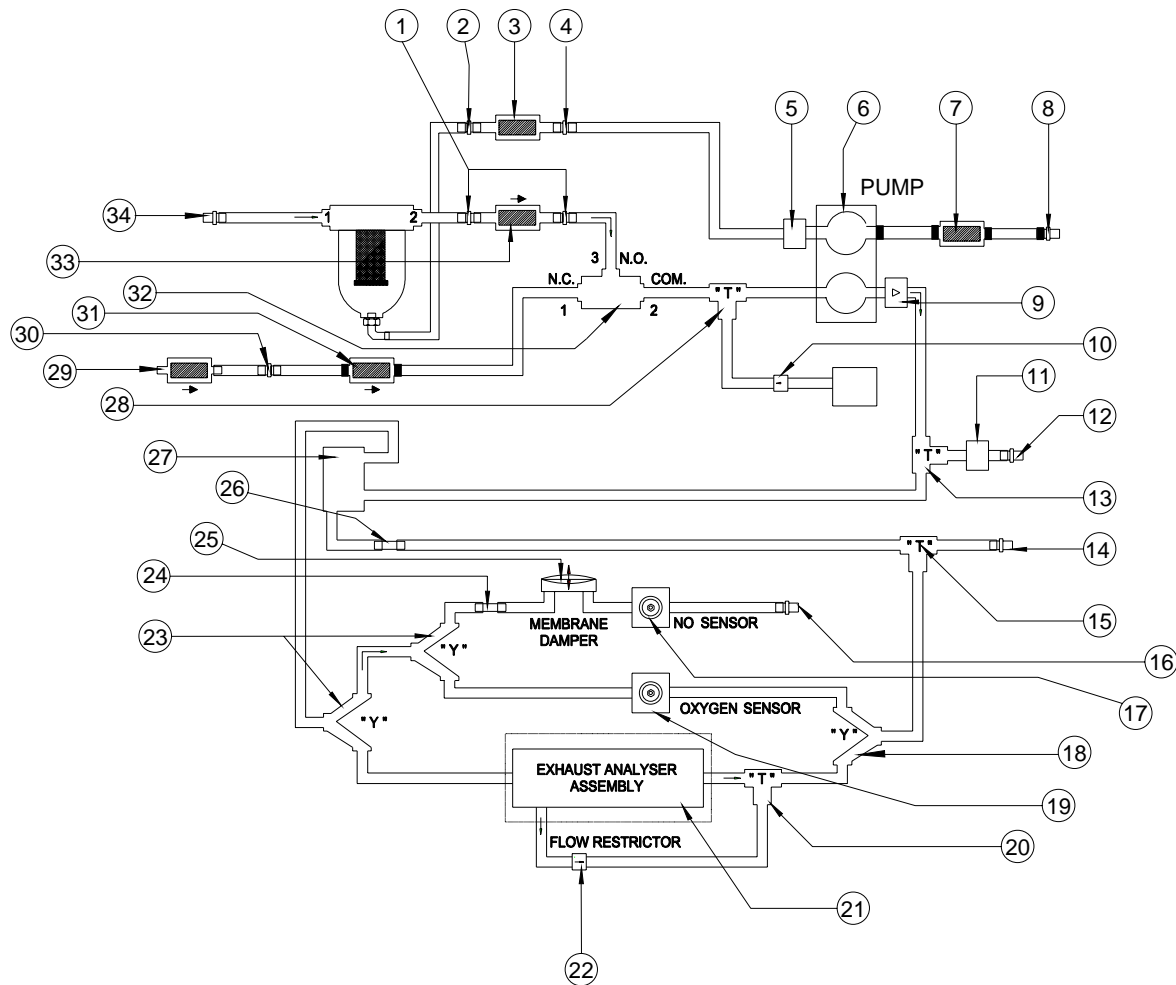 1
2
3
4
5
6
7
8
PUMP
34
1
2
33
3
N.O.
32
N.C.
COM.
"T"
31
1
2
9
30
10
29
28
11
12
27
"T"
26
13
25
"T"
14
24
15
MEMBRANE
DAMPER
NO SENSOR
23
"Y"
16
OXYGEN SENSOR
17
"Y"
"Y"
18
EXHAUST ANALYSER
ASSEMBLY
"T"
19
FLOW RESTRICTOR
20
21
22